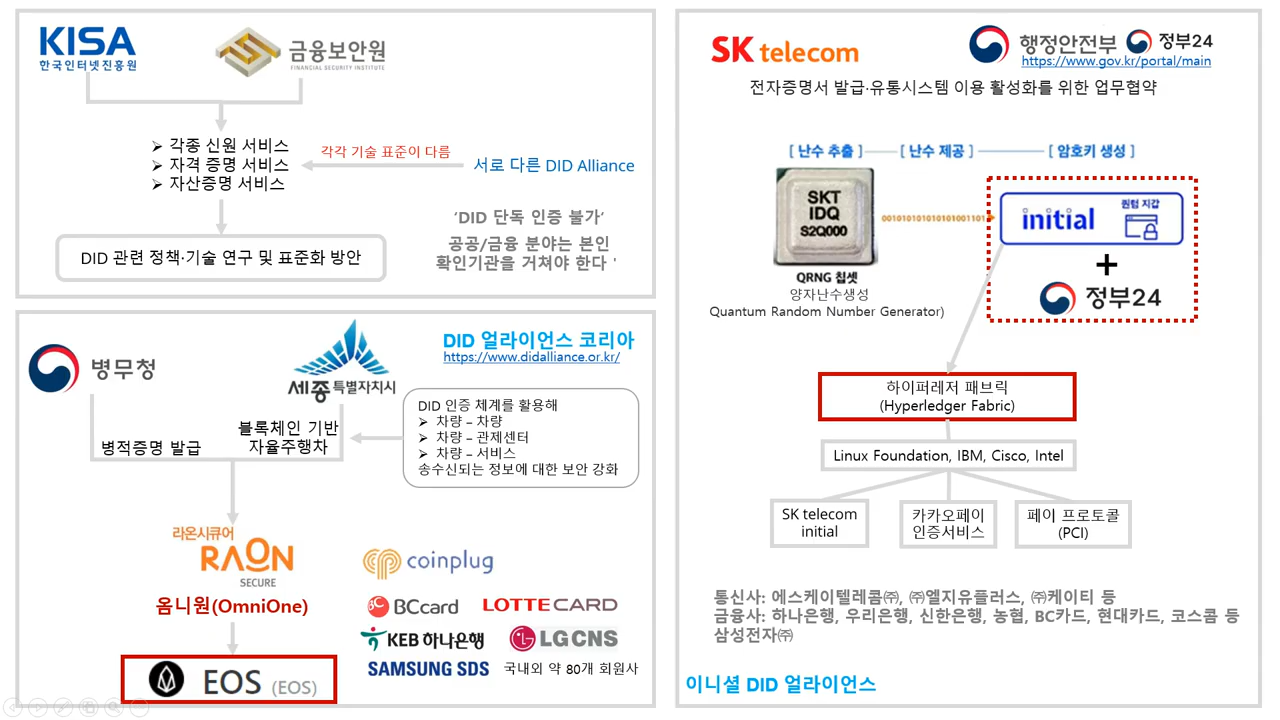 KISA
한국인터넷진흥원
금융보안원
FINANCIAL SECURITY INSTITUTE
➢ 각종 신원 서비스
➢ 자격 증명 서비스
➢ 자산증명 서비스
각각 기술 표준이 다름
서로 다른 DID Alliance
DID 관련 정책·기술 연구 및 표준화 방안
‘DID 단독 인증 불가’
공공/금융 분야는 본인
확인기관을 거쳐야 한다 '
병무청
세종특별자치시
DID 얼라이언스 코리아
https://www.didalliance.or.kr/
병적증명 발급
블록체인 기반
자율주행차
DID 인증 체계를 활용해
➢ 차량 – 차량
➢ 차량 – 관제센터
➢ 차량 – 서비스
송수신되는 정보에 대한 보안 강화
라온시큐어
RAON
SECURE
옴니원(OmniOne)
EOS (EOS)
coinplug
BCcard
LOTTE CARD
KEB 하나은행
LG CNS
SAMSUNG SDS
국내외 약 80개 회원사
SK telecom
행정안전부
정부24
https://www.gov.kr/portal/main
전자증명서 발급·유통시스템 이용 활성화를 위한 업무협약
[ 난수 추출 ]
[ 난수 제공 ]
[ 암호키 생성 ]
SKT
IDQ
S2Q000
0010101010101010011011
initial
퀀텀 지갑
+
정부24
QRNG 칩셋
양자난수생성
Quantum Random Number Generator)
하이퍼레저 패브릭
(Hyperledger Fabric)
Linux Foundation, IBM, Cisco, Intel
SK telecom
initial
카카오페이
인증서비스
페이 프로토콜
(PCI)
통신사: 에스케이텔레콤㈜, ㈜엘지유플러스, ㈜케이티 등
금융사: 하나은행, 우리은행, 신한은행, 농협, BC카드, 현대카드, 코스콤 등
삼성전자㈜
이니셜 DID 얼라이언스